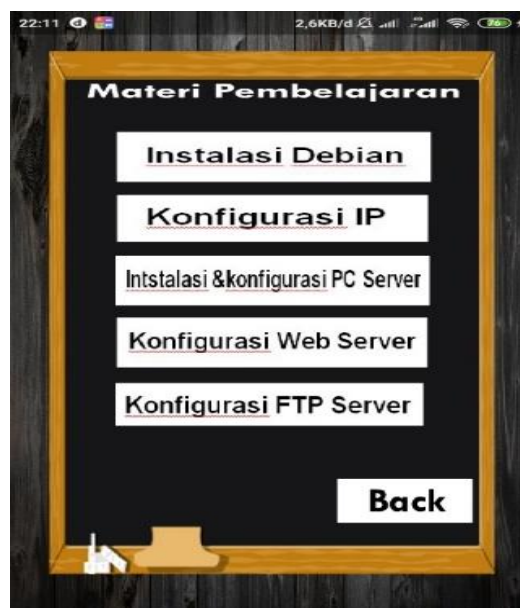 22:11
2,6KB/d
76
Materi Pembelajaran
Instalasi Debian
Konfigurasi IP
Intstalasi &konfigurasi PC Server
Konfigurasi Web Server
Konfigurasi FTP Server
Back